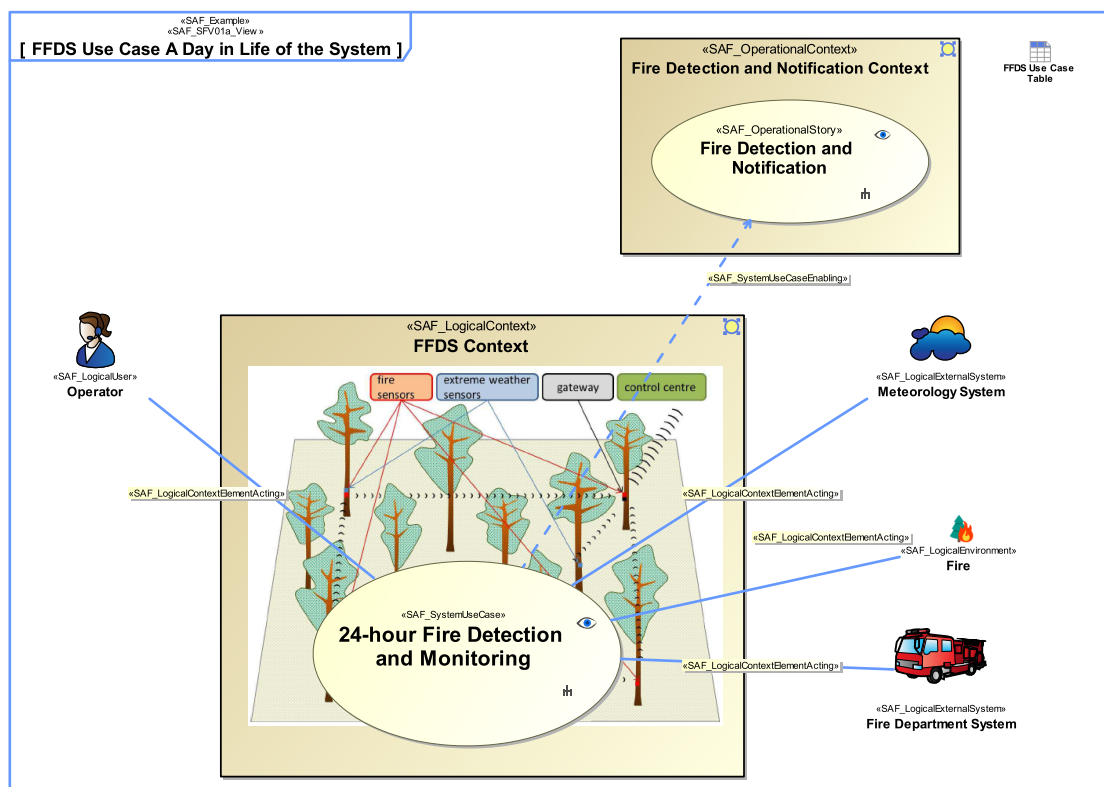 «SAF_Example»
«SAF_SFV01a_View »
[ FFDS Use Case A Day in Life of the System ]
«SAF_OperationalContext»
Fire Detection and Notification Context
FFDS Use Case
Table
«SAF_OperationalStory»
Fire Detection and
Notification
«SAF_SystemUseCaseEnabling»
«SAF_LogicalContext»
FFDS Context
«SAF_LogicalUser»
Operator
«SAF_LogicalExternalSystem»
Meteorology System
fire
sensors
extreme weather
sensors
gateway
control centre
«SAF_LogicalContextElementActing»
«SAF_LogicalContextElementActing»
«SAF_LogicalContextElementActing»
«SAF_LogicalEnvironment»
Fire
«SAF_SystemUseCase»
24-hour Fire Detection
and Monitoring
«SAF_LogicalContextElementActing»
«SAF_LogicalExternalSystem»
Fire Department System